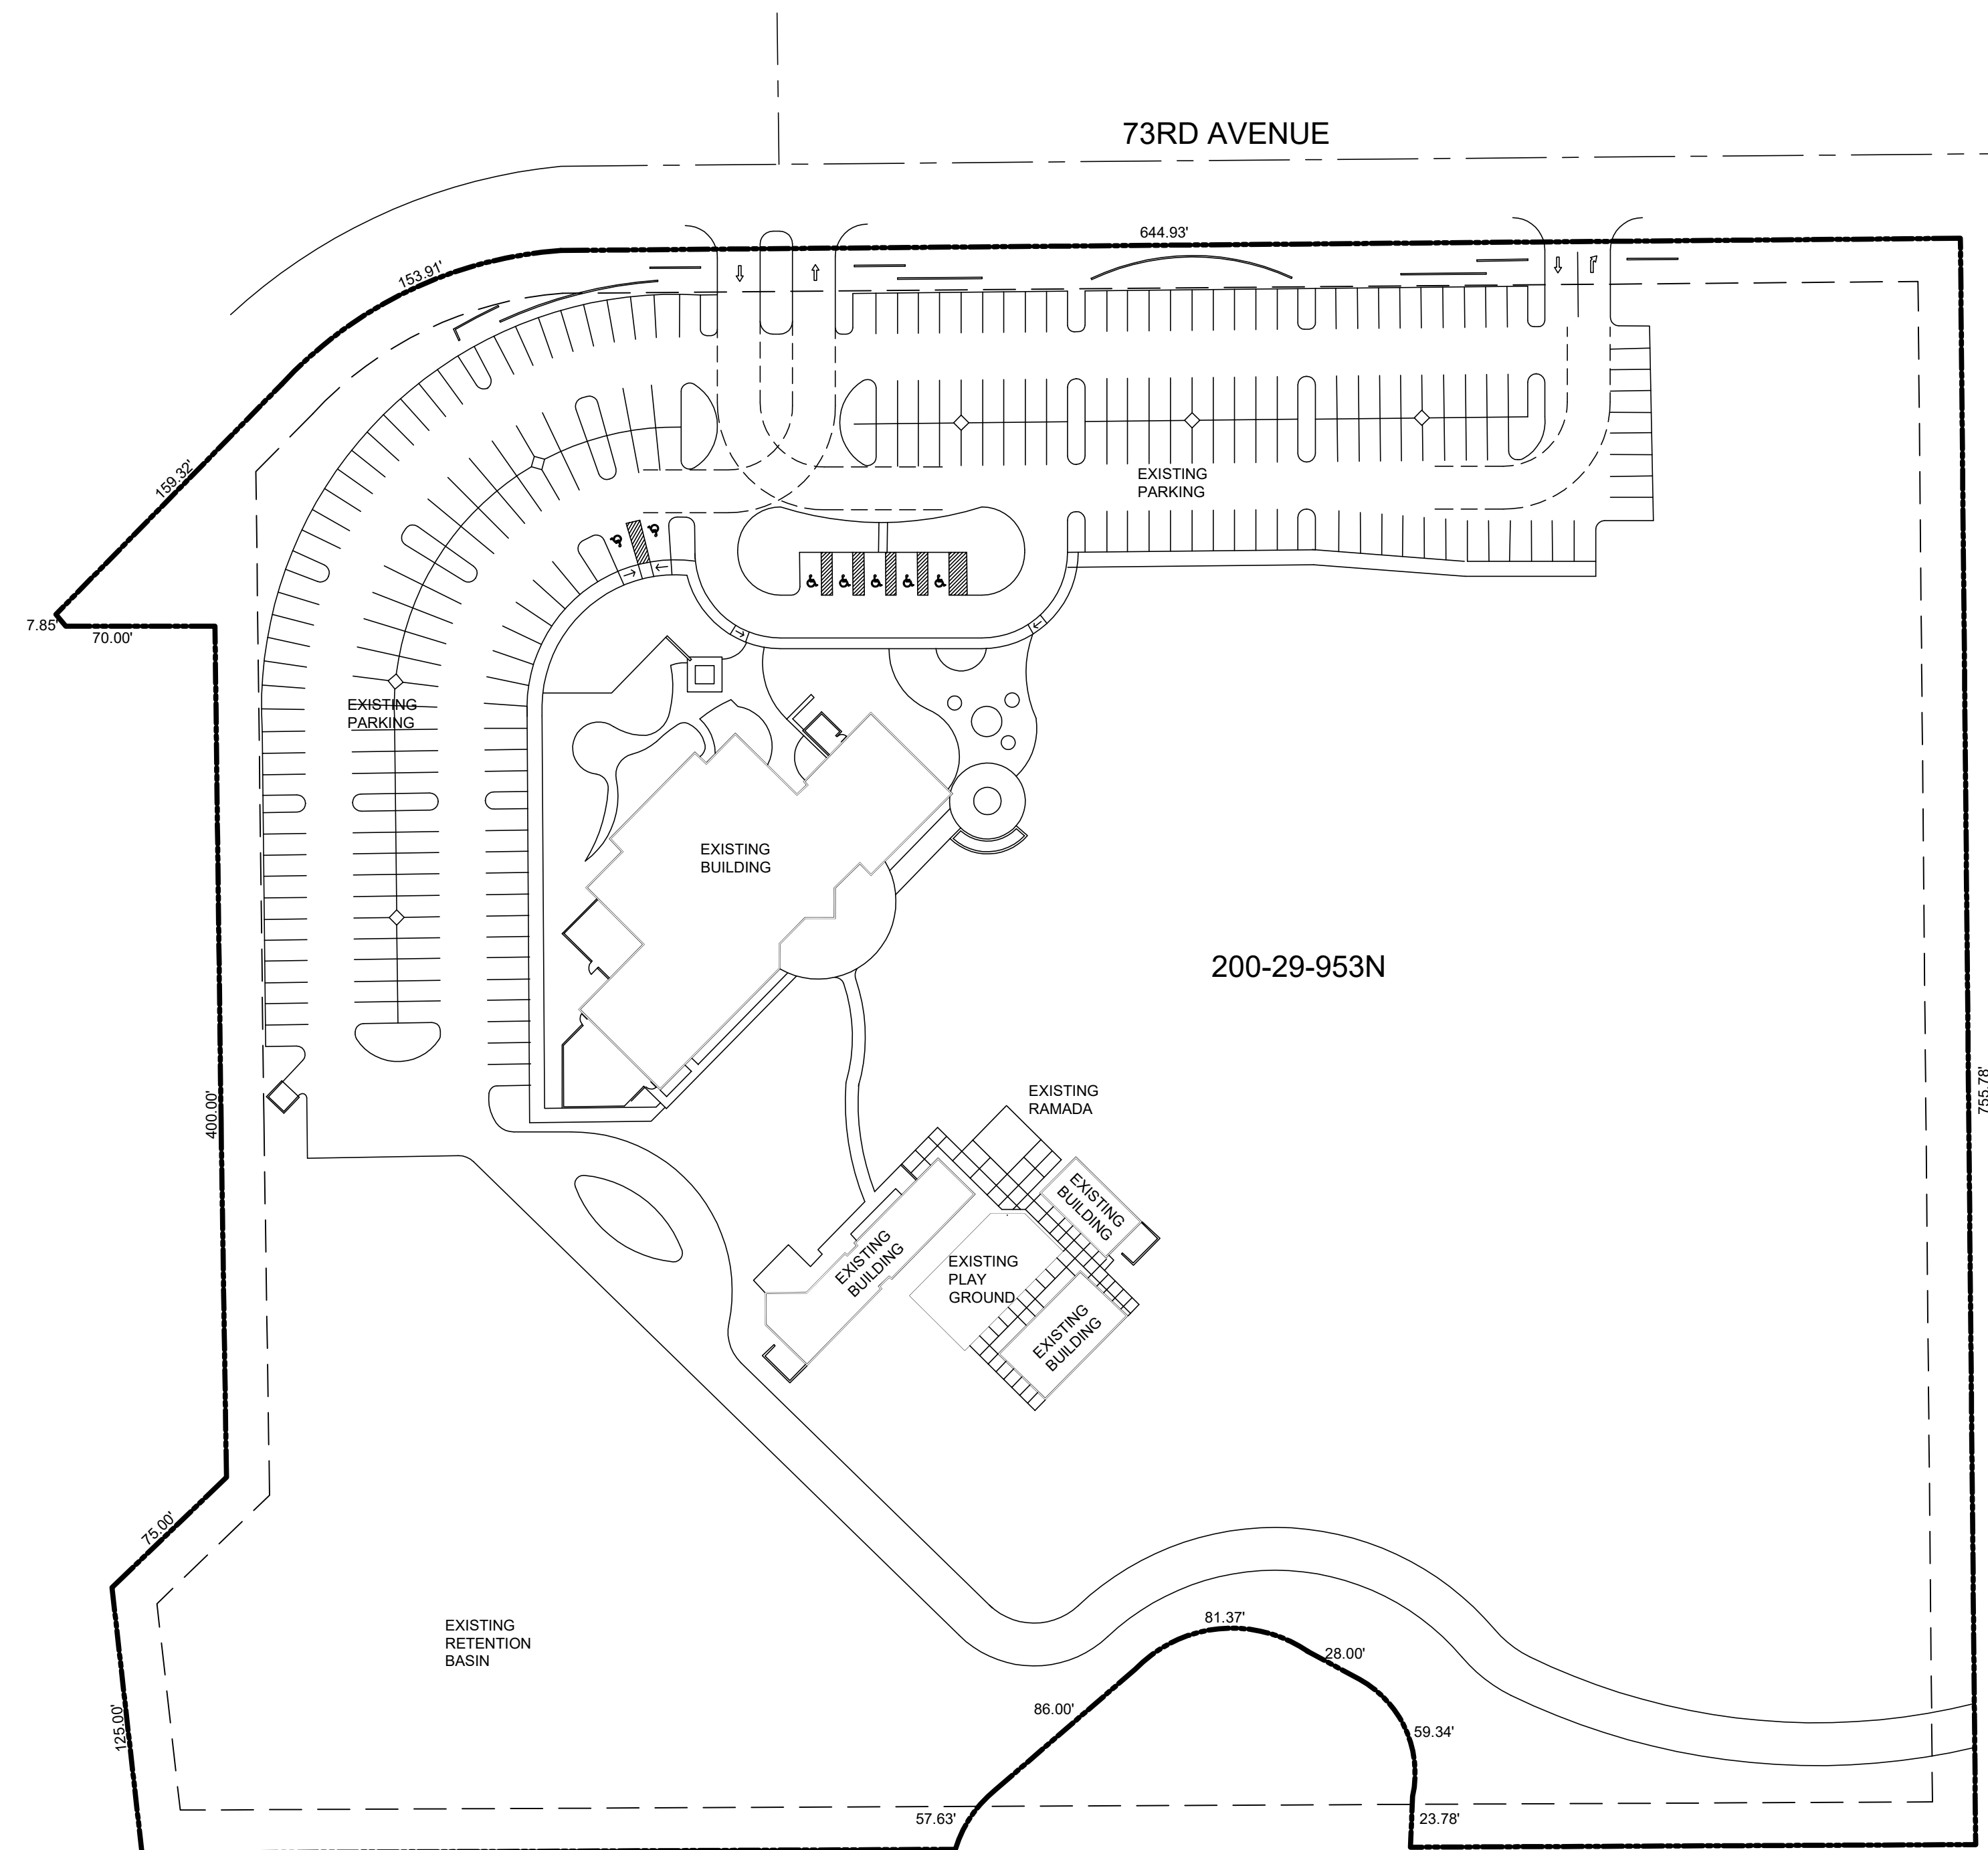 73RD AVENUE
644.93'
153.91'
159.32'
EXISTING
PARKING
7.85'
70.00'
EXISTING
PARKING
EXISTING
BUILDING
200-29-953N
400.00'
755.78'
EXISTING
RAMADA
EXISTING
BUILDING
EXISTING
BUILDING
EXISTING
PLAY
GROUND
EXISTING
BUILDING
75.00'
EXISTING
RETENTION
BASIN
125.00'
81.37'
28.00'
86.00'
59.34'
57.63'
23.78'